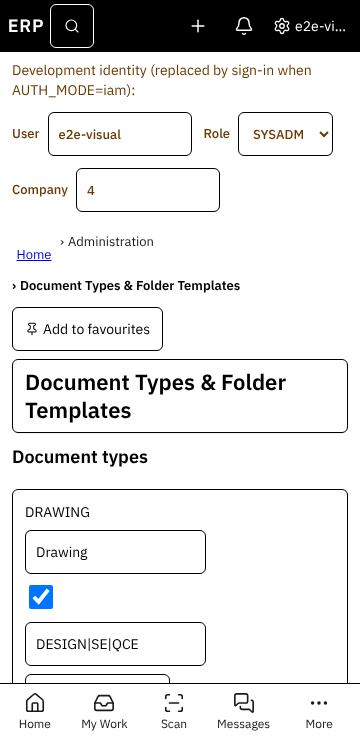 ERP
e2e-vi...
Development identity (replaced by sign-in when
AUTH_MODE=iam):
User
e2e-visual
Role
SYSADM
Company
4
› Administration
Home
› Document Types & Folder Templates
Add to favourites
Document Types & Folder
Templates
Document types
DRAWING
Drawing
DESIGN|SE|QCE
Home
My Work
Scan
Messages
More